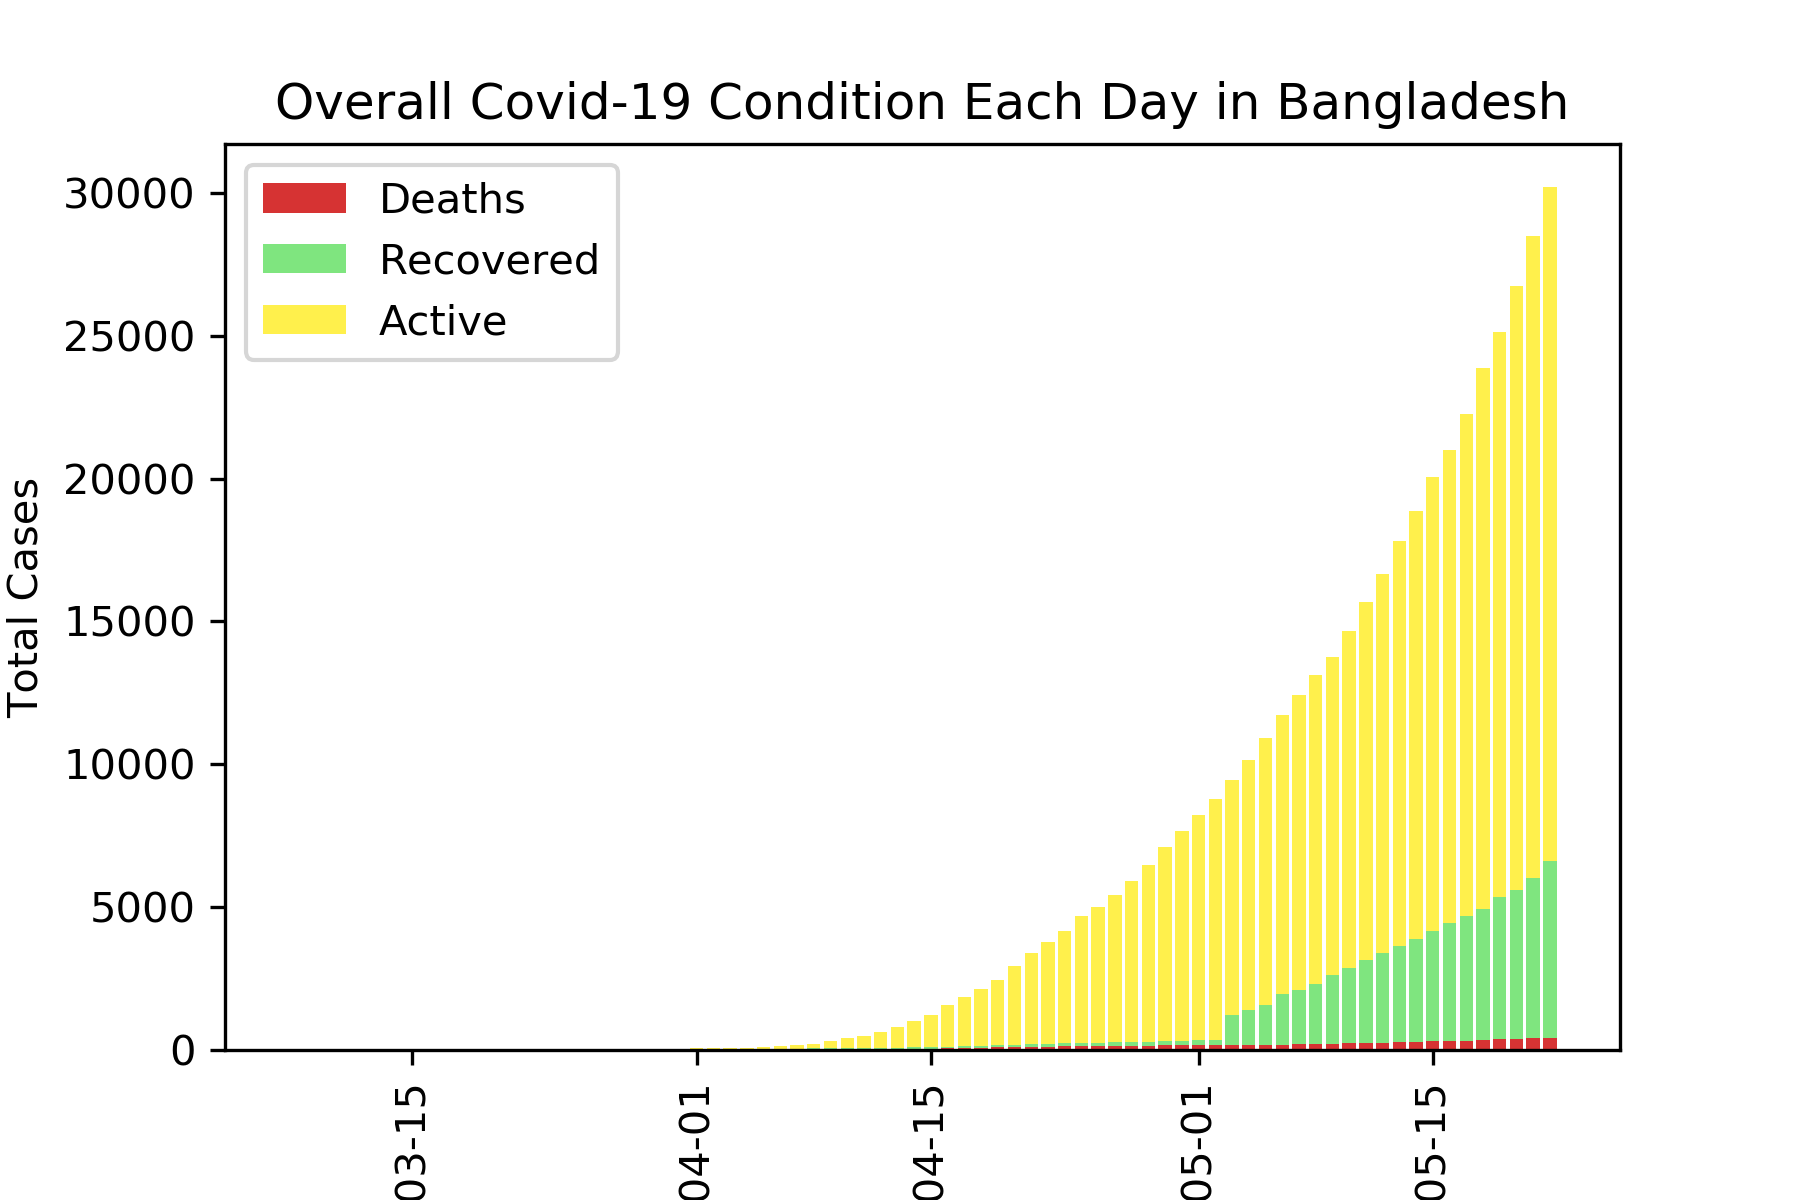 Overall Covid-19 Condition Each Day in Bangladesh
Deaths
Recovered
Active
Total Cases
30000
25000
20000
15000
10000
5000
0
03-15
04-01
04-15
05-01
05-15